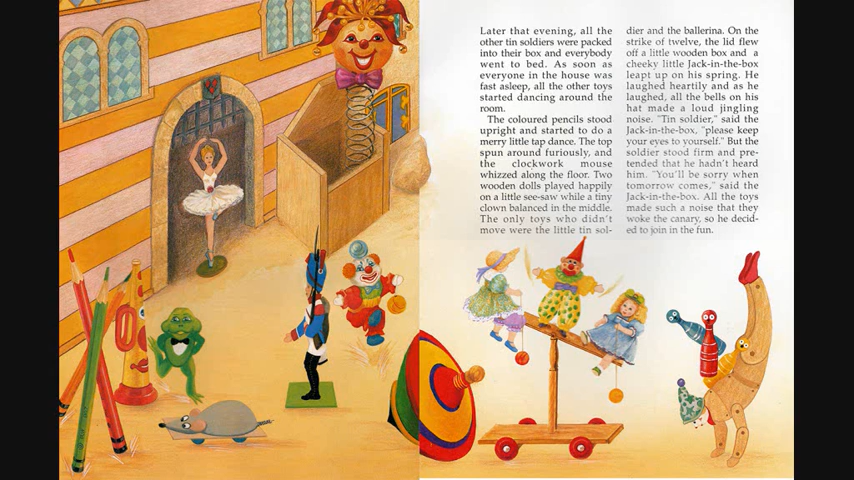 Later that evening, all the
other tin soldiers were packed
into their box and everybody
went to bed. As soon as
everyone in the house was
fast asleep, all the other toys
started dancing around the
room.
The coloured pencils stood
upright and started to do a
merry little tap dance. The top
spun around furiously, and
the clockwork mouse
whizzed along the floor. Two
wooden dolls played happily
on a little see-saw while a tiny
clown balanced in the middle.
The only toys who didn't
move were the little tin sol-
dier and the ballerina. On the
strike of twelve, the lid flew
off a little wooden box and a
cheeky little Jack-in-the-box
leapt up on his spring. He
laughed heartily and as he
laughed, all the bells on his
hat made a loud jingling
noise. "Tin soldier," said the
Jack-in-the-box, "please keep
your eyes to yourself." But the
soldier stood firm and pre-
tended that he hadn't heard
him. "You'll be sorry when
tomorrow comes," said the
Jack-in-the-box. All the toys
made such a noise that they
woke the canary, so he decid-
ed to join in the fun.